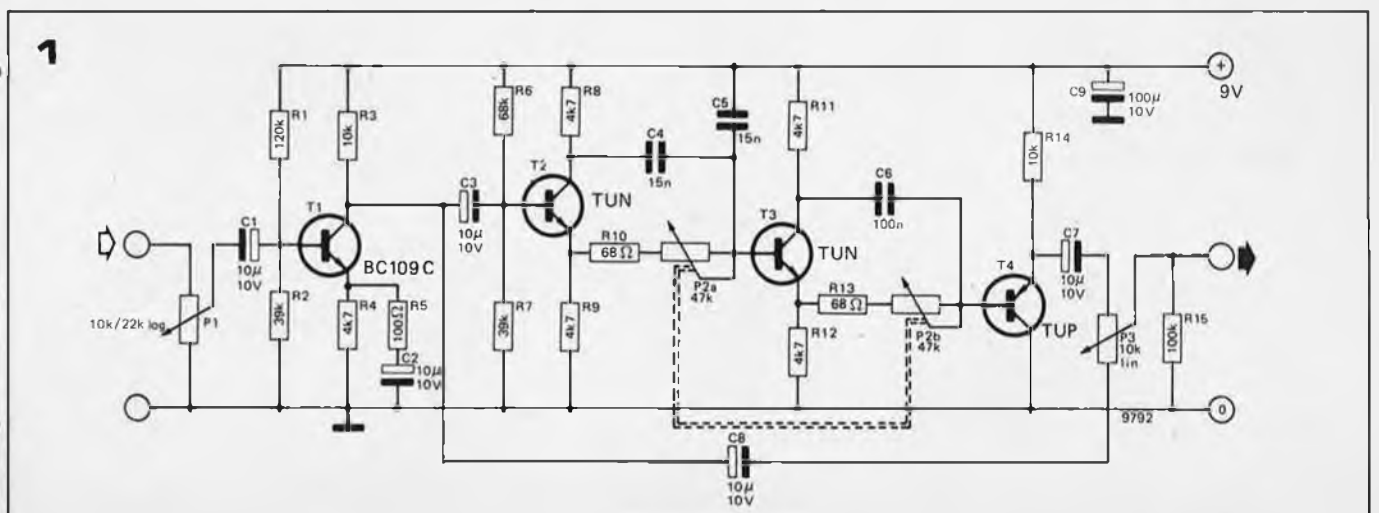 1
+
9V
C9
100μ
10V
R1
120k
R3
10k
R6
68k
R8
4k7
C5
15n
R11
4k7
R14
10k
C4
15n
C6
100n
T1
BC109C
C1
10μ
10V
C3
10μ
10V
T2
TUN
T3
TUN
T4
TUP
C7
10μ
10V
R10
68Ω
P2a
47k
R13
68Ω
P2b
47k
10k/22k log
P1
R2
39k
R4
4k7
R5
100Ω
C2
10μ
10V
R7
39k
R9
4k7
R12
4k7
P3
10k
lin
R15
100k
9792
0
C8
10μ
10V